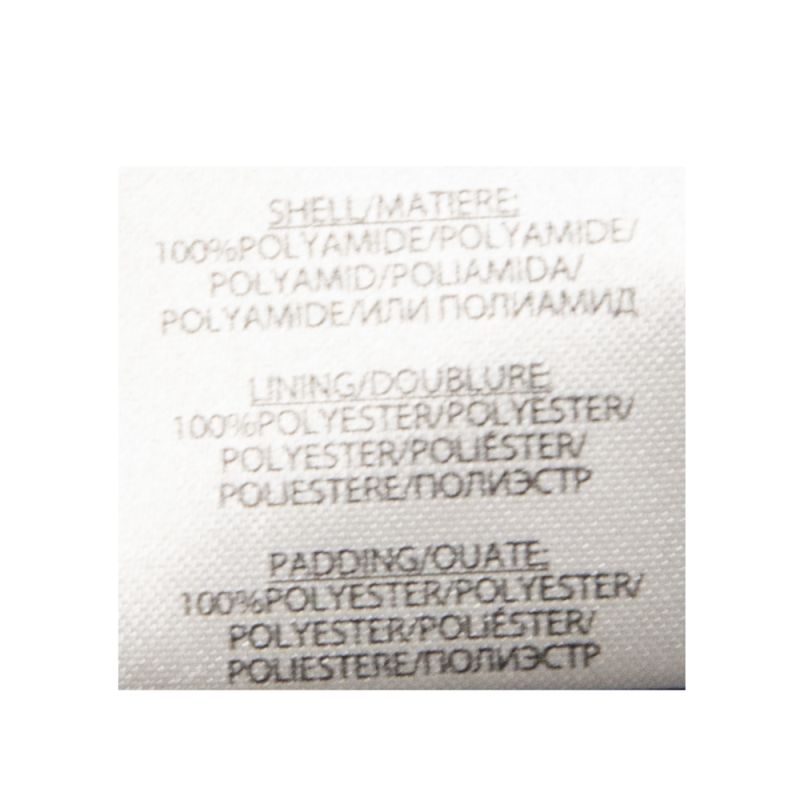 SHELL/MATIERE:
100%POLYAMIDE/POLYAMIDE/
POLYAMID/POLIAMIDA/
POLYAMIDE/ИЛИ ПОЛИАМИД
LINING/DOUBLURE:
100%POLYESTER/POLYESTER/
POLYESTER/POLIÉSTER/
POLIESTERE/ПОЛИЭСТР
PADDING/OUATE:
100%POLYESTER/POLYESTER/
POLYESTER/POLIÉSTER/
POLIESTERE/ПОЛИЭСТР